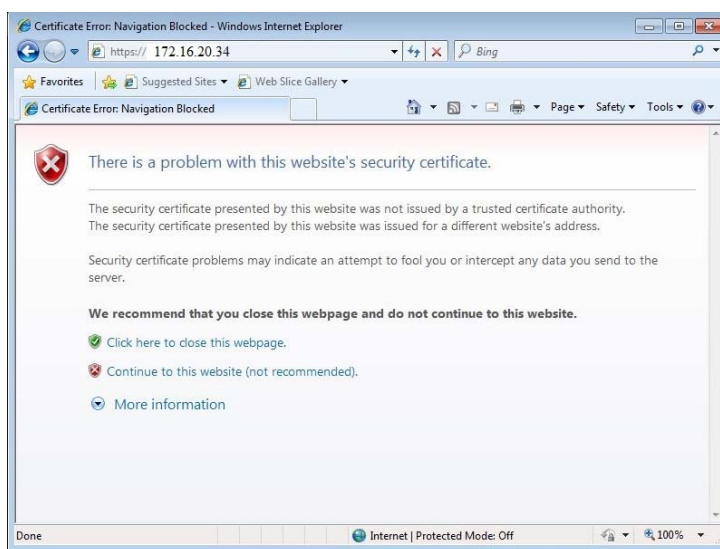 Certificate Error: Navigation Blocked - Windows Internet Explorer
https:// 172.16.20.34
Bing
Favorites Suggested Sites Web Slice Gallery
Certificate Error: Navigation Blocked Page Safety Tools
There is a problem with this website's security certificate.
The security certificate presented by this website was not issued by a trusted certificate authority.
The security certificate presented by this website was issued for a different website's address.
Security certificate problems may indicate an attempt to fool you or intercept any data you send to the
server.
We recommend that you close this webpage and do not continue to this website.
Click here to close this webpage.
Continue to this website (not recommended).
More information
Done Internet | Protected Mode: Off 100%